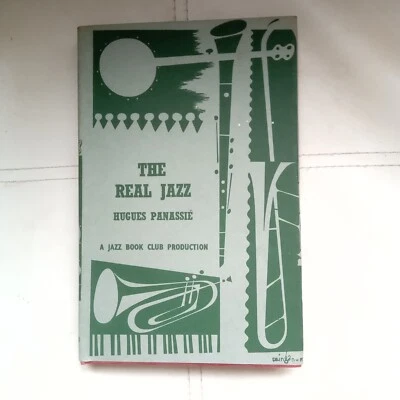 THE
REAL JAZZ
HUGUES PANASSIÉ
A JAZZ BOOK CLUB PRODUCTION